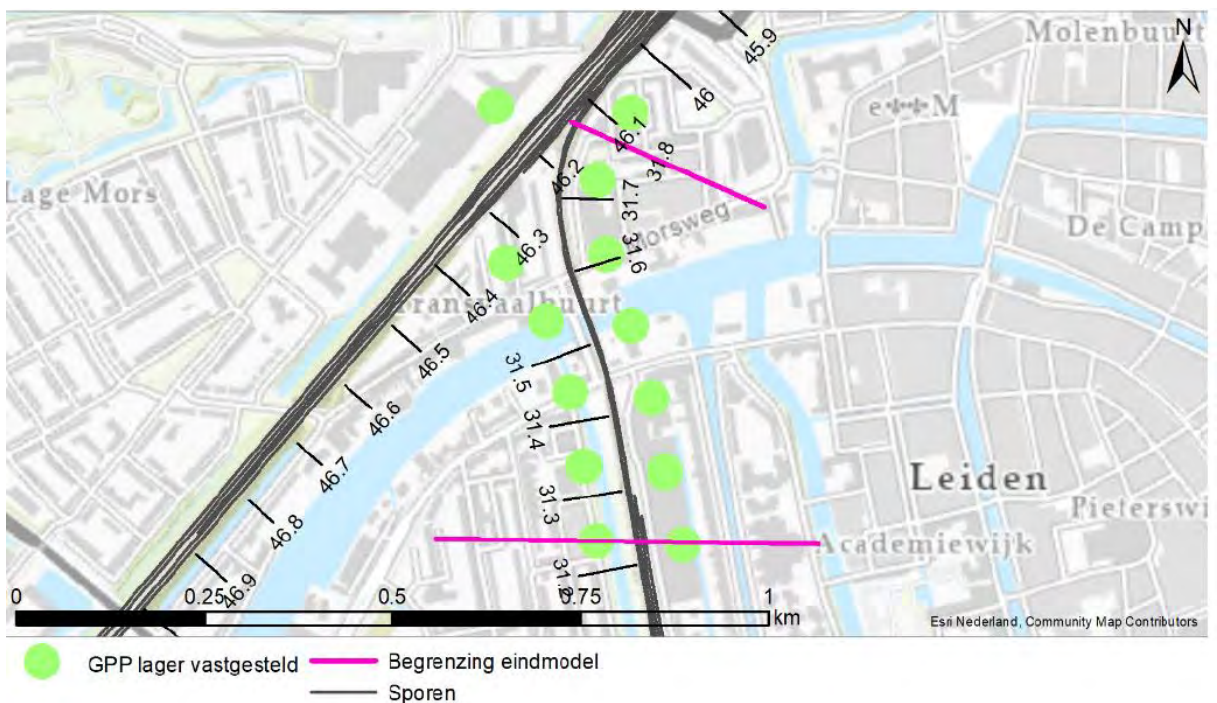 N
45.9
Molenbuurt
46
46.1
31.8
46.2
Lage Mors
31.7
De Camp
Morsweg
46.3
31.6
46.4
Transvaalbuurt
46.5
31.5
46.6
31.4
46.7
Leiden
31.3
46.8
Pieterswi
Academiewijk
31.2
46.9
0 0.25 0.5 0.75 1
km
Esri Nederland, Community Map Contributors
GPP lager vastgesteld
Begrenzing eindmodel
Sporen